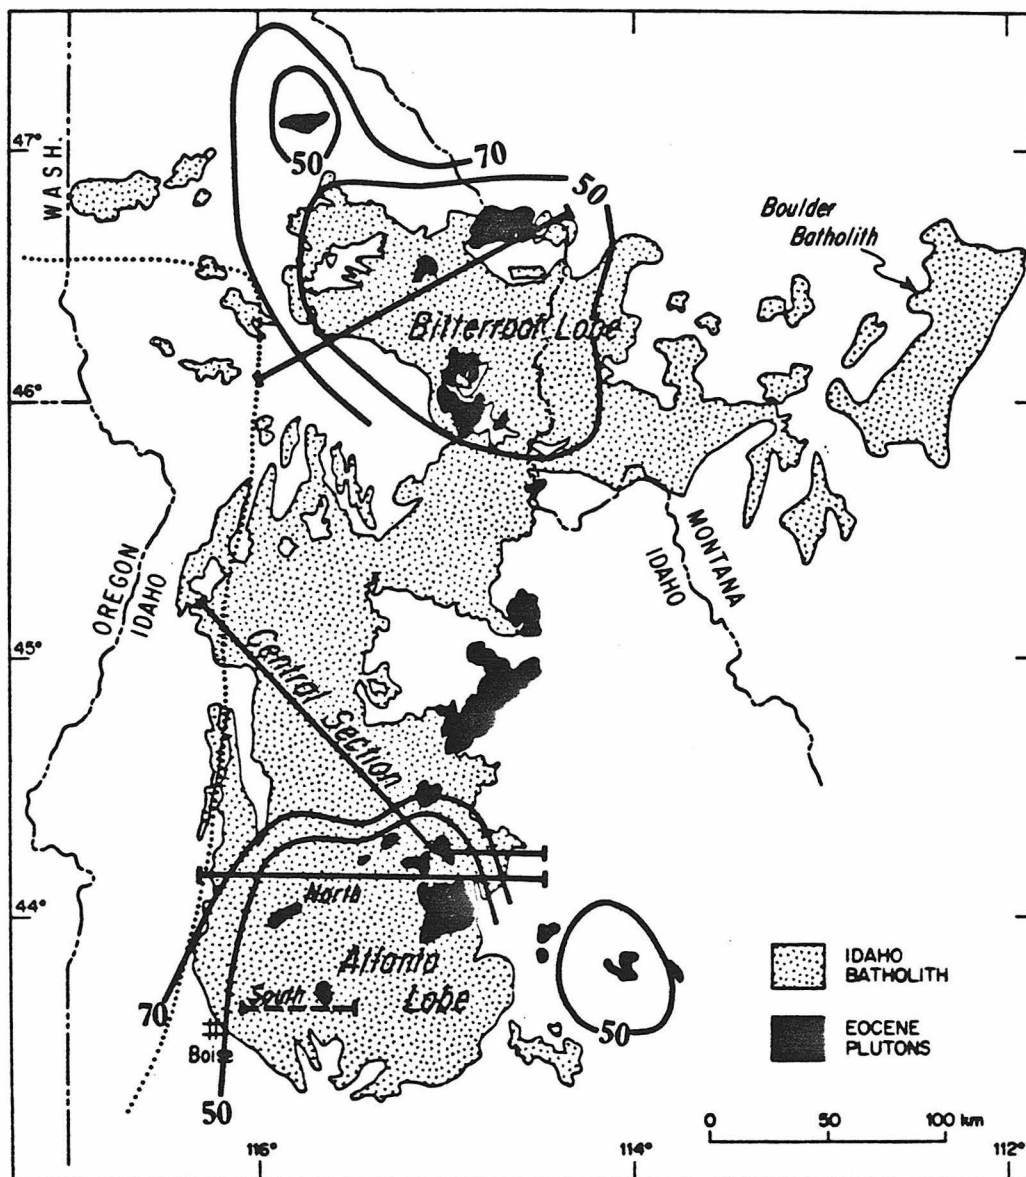 47°
WASH.
50
70
50
Boulder
Batholith
Bitterroot Lobe
46°
OREGON
IDAHO
MONTANA
IDAHO
45°
Central Section
North
44°
Atlanta
Lobe
South
70
Boise
50
50
IDAHO
BATHOLITH
EOCENE
PLUTONS
0 50 100 km
116° 114° 112°